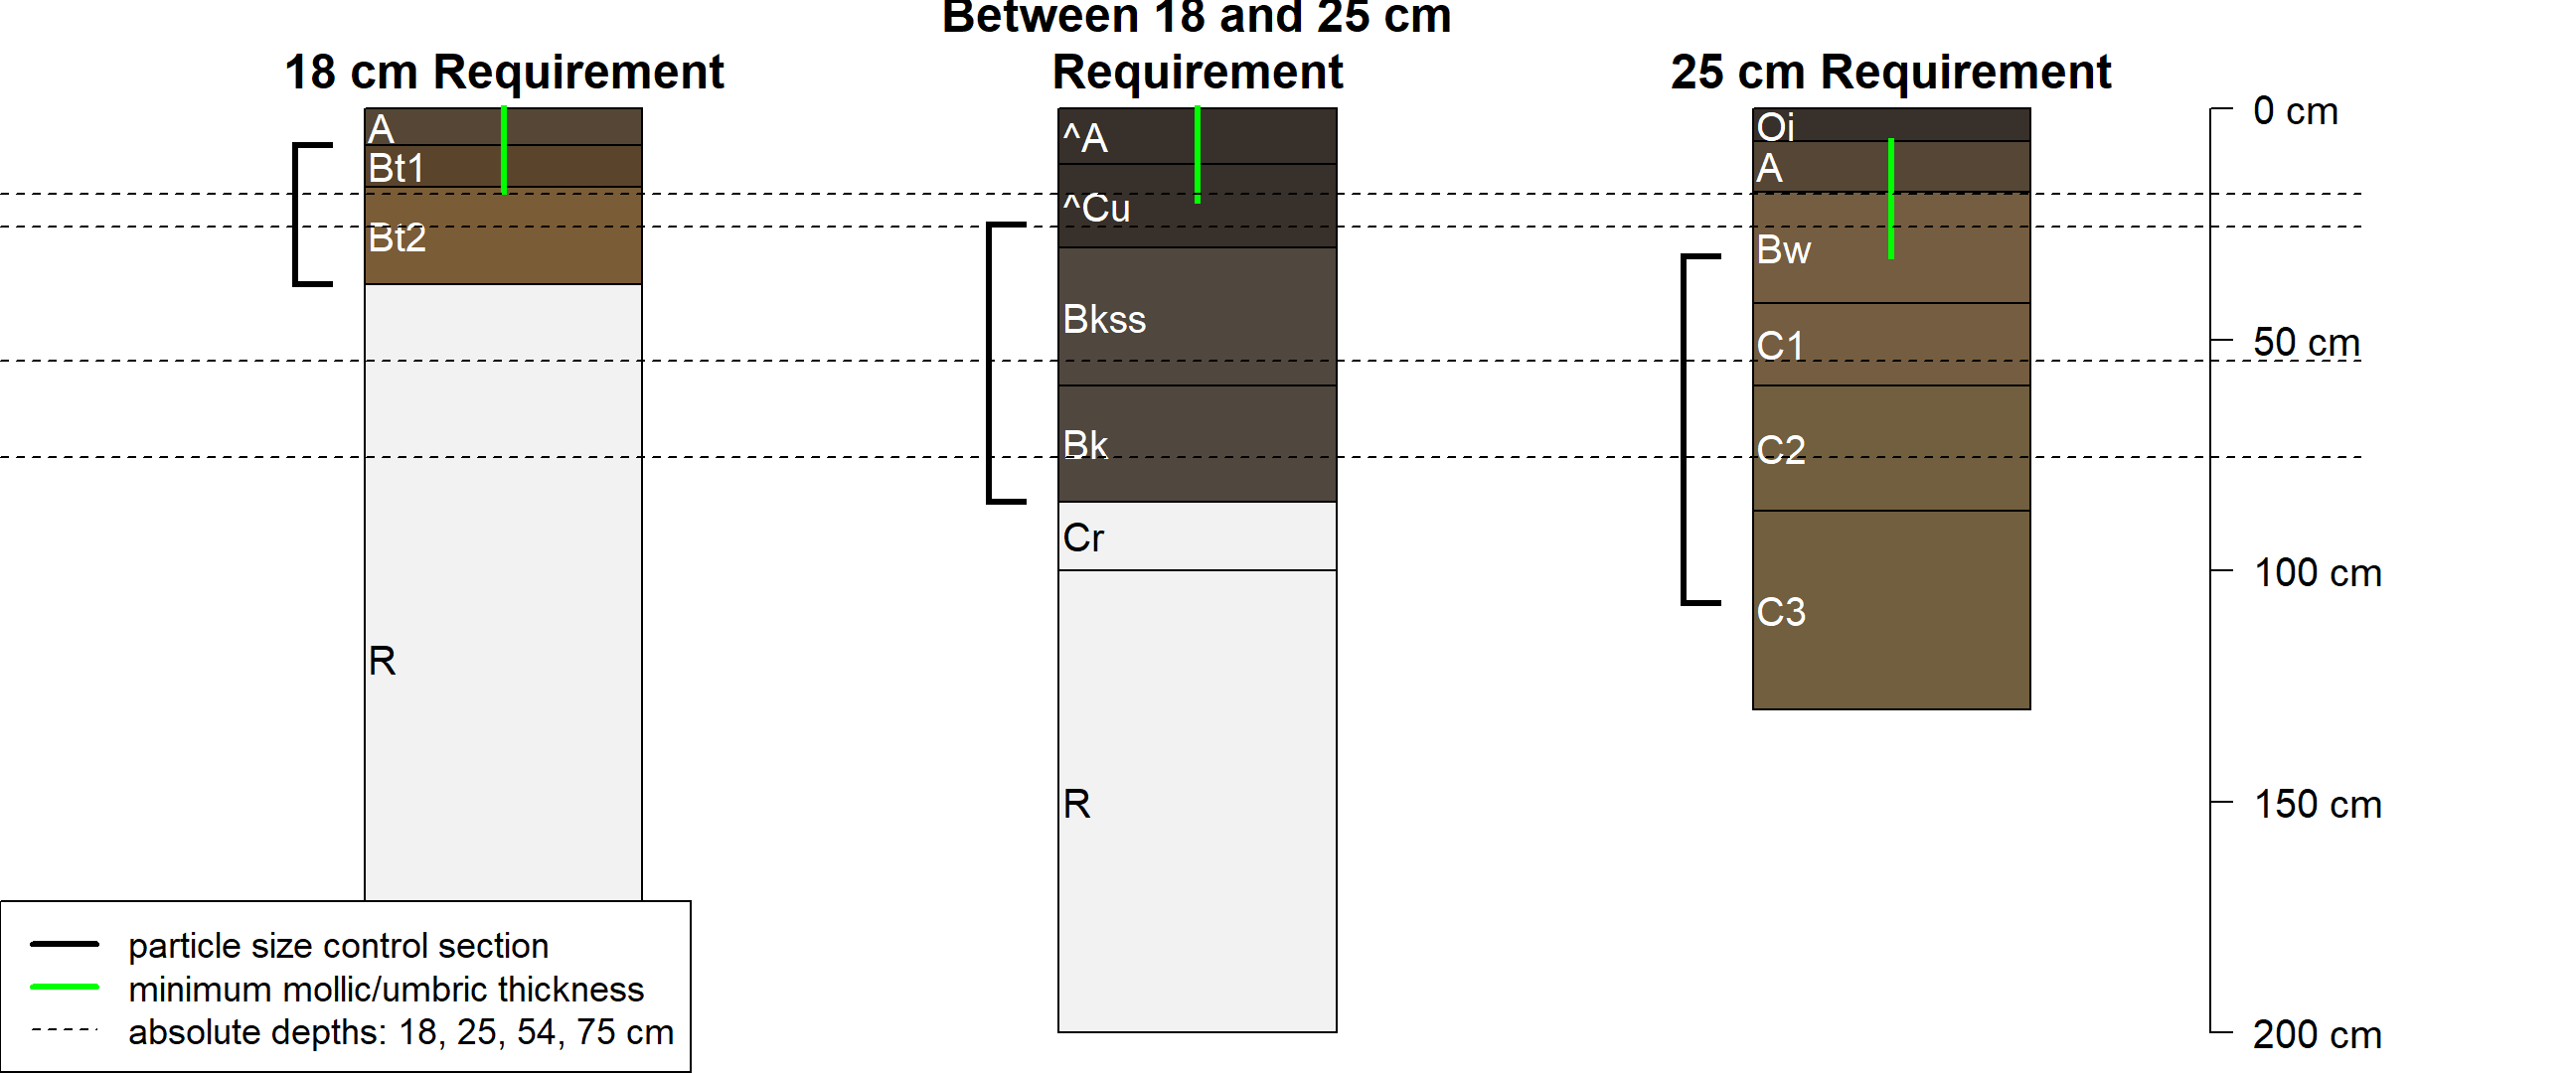 Between 18 and 25 cm
18 cm Requirement
Requirement
25 cm Requirement
A
Bt1
Bt2
R
^A
^Cu
Bkss
Bk
Cr
R
Oi
A
Bw
C1
C2
C3
0 cm
50 cm
100 cm
150 cm
200 cm
particle size control section
minimum mollic/umbric thickness
absolute depths: 18, 25, 54, 75 cm